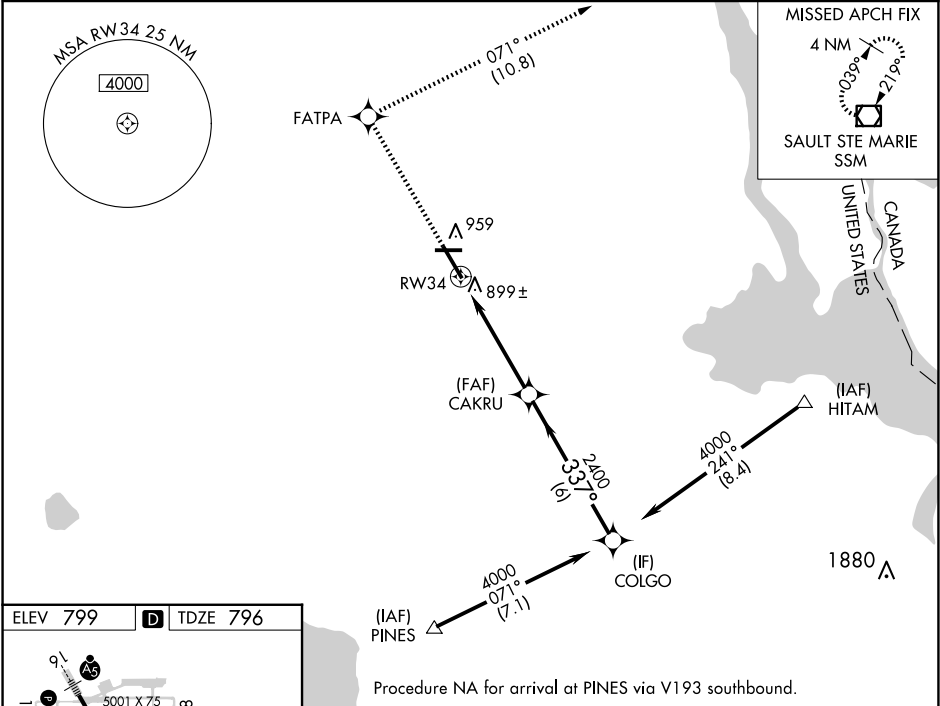 MSA RW34 25 NM
4000
MISSED APCH FIX
4 NM
039°
219°
SAULT STE MARIE
SSM
071°
(10.8)
FATPA
CANADA
UNITED STATES
959
RW34
899±
(FAF)
CAKRU
(IAF)
HITAM
4000
241°
(8.4)
2400
337°
(6)
(IF)
COLGO
1880
4000
071°
(7.1)
(IAF)
PINES
ELEV 799 D TDZE 796
16
A5
P
5001 X 75
Procedure NA for arrival at PINES via V193 southbound.